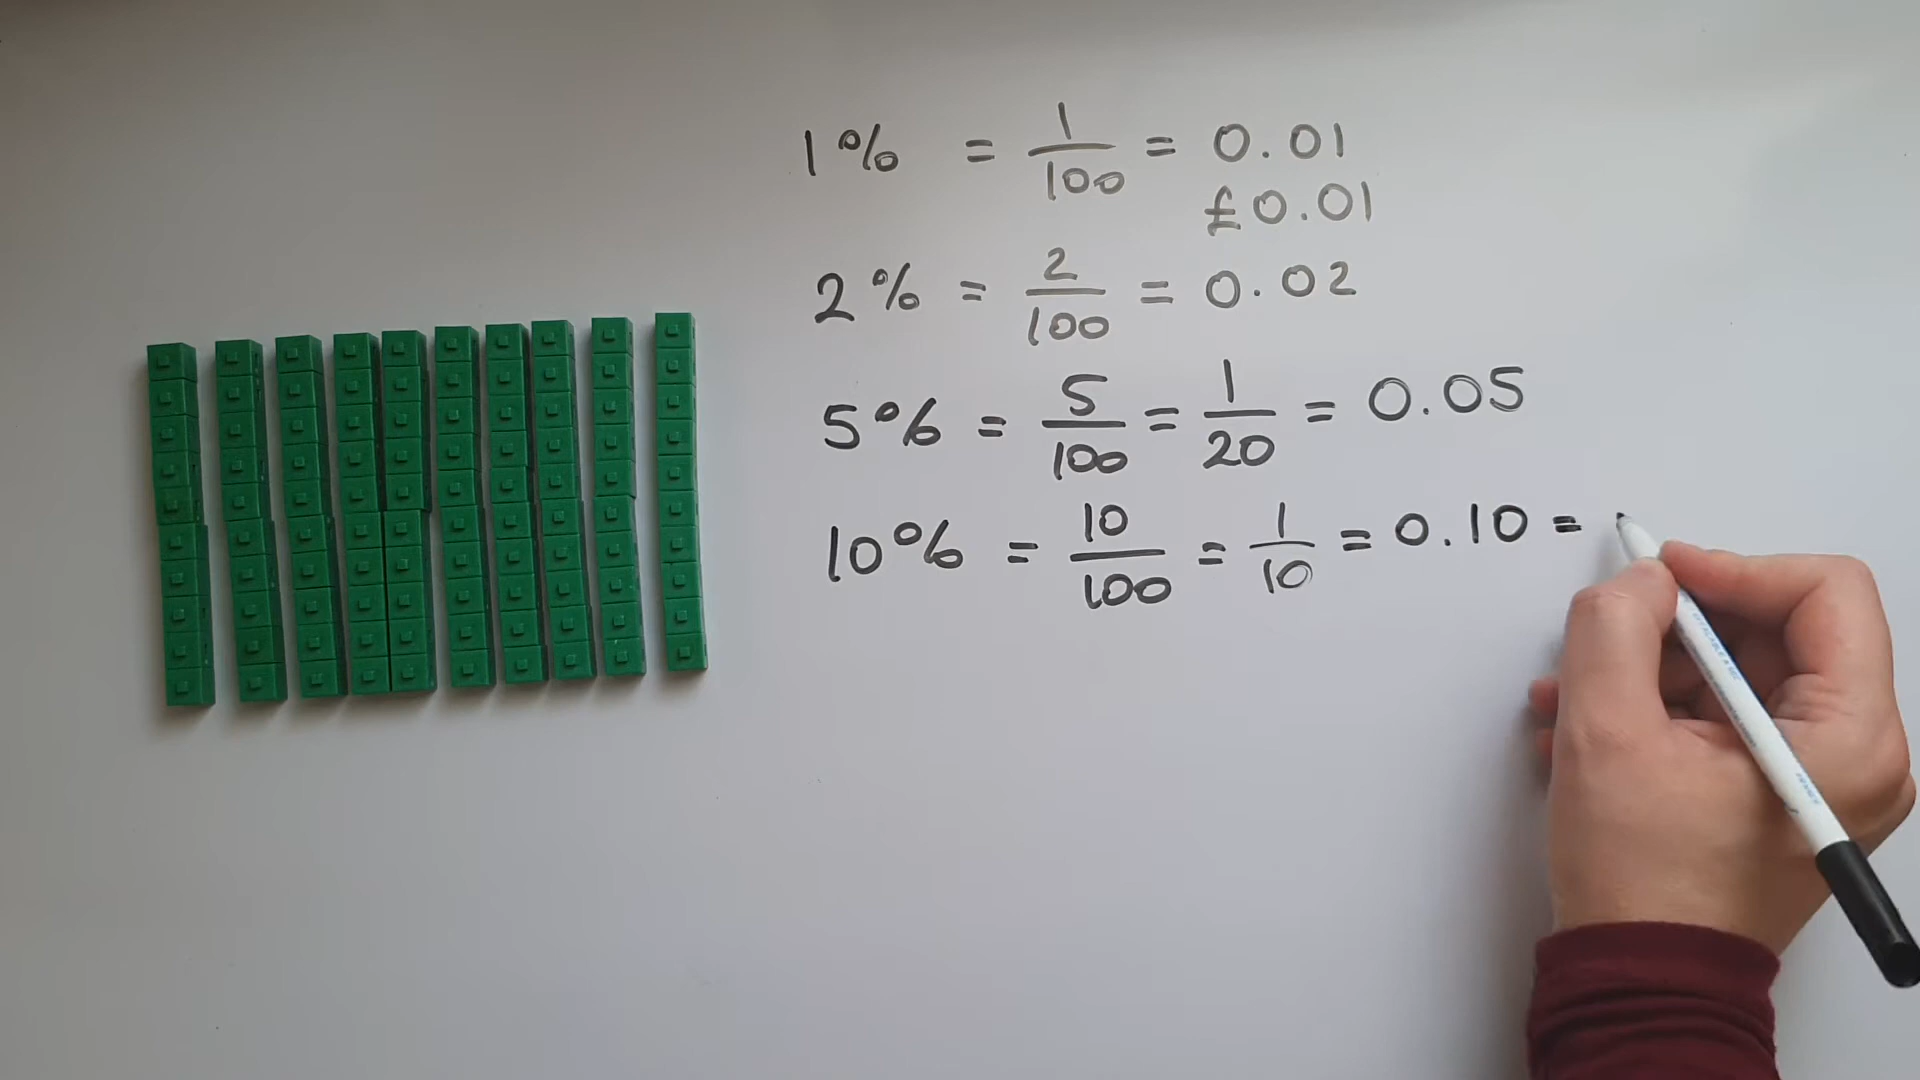 1% = 1/100 = 0.01
£0.01
2% = 2/100 = 0.02
5% = 5/100 = 1/20 = 0.05
10% = 10/100 = 1/10 = 0.10 =